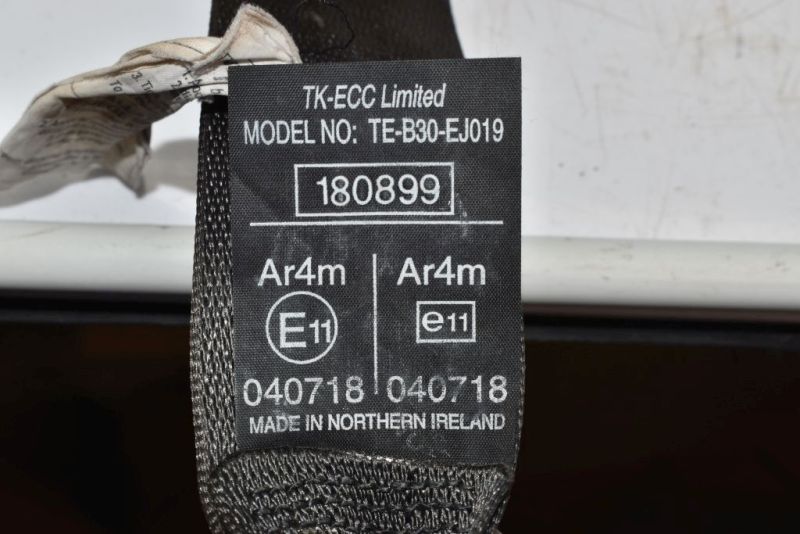 TK-ECC Limited
MODEL NO: TE-B30-EJ019
180899
Ar4m Ar4m
E11 e11
040718 040718
MADE IN NORTHERN IRELAND